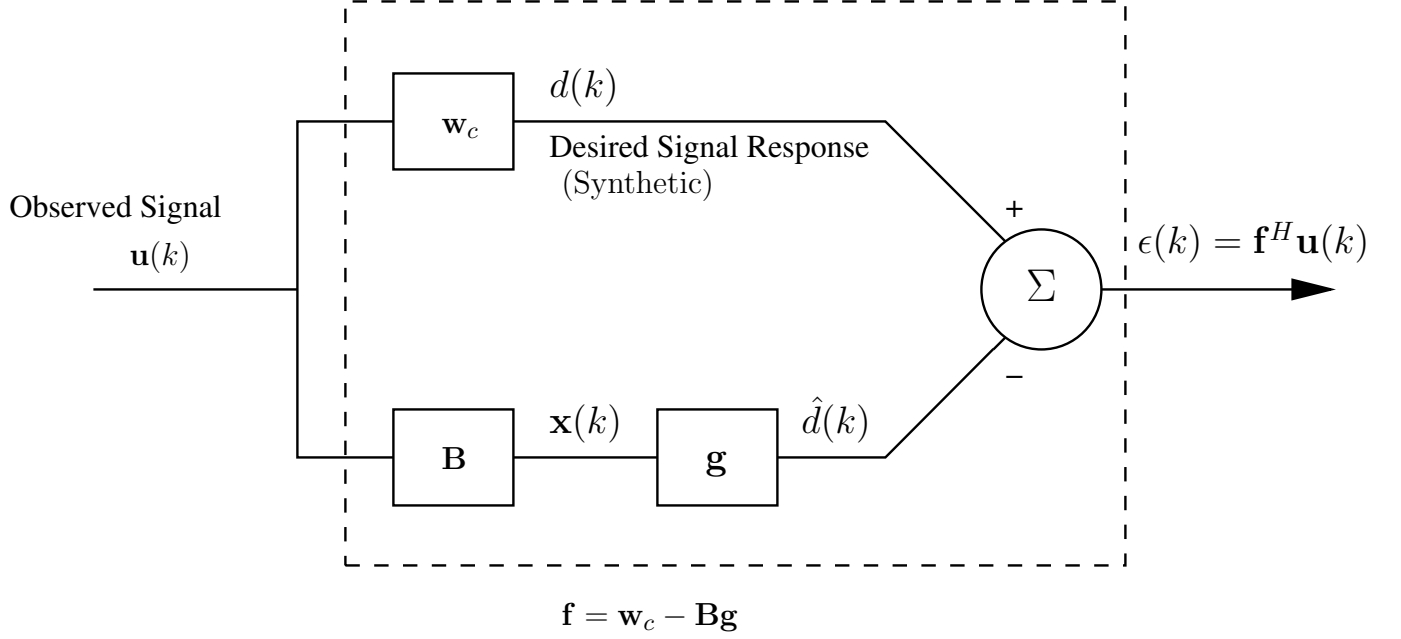 d(k)
w_c
Desired Signal Response
(Synthetic)
Observed Signal
u(k)
+
Σ
ϵ(k) = f^H u(k)
−
x(k)
d̂(k)
B
g
f = w_c − Bg